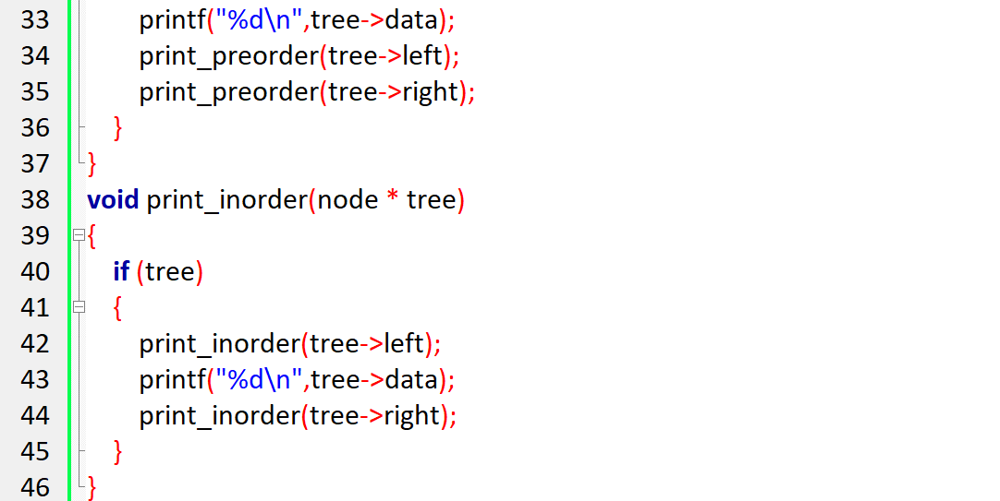 33 printf("%d\n",tree->data);
34 print_preorder(tree->left);
35 print_preorder(tree->right);
36 }
37 }
38 void print_inorder(node * tree)
39 {
40 if (tree)
41 {
42 print_inorder(tree->left);
43 printf("%d\n",tree->data);
44 print_inorder(tree->right);
45 }
46 }